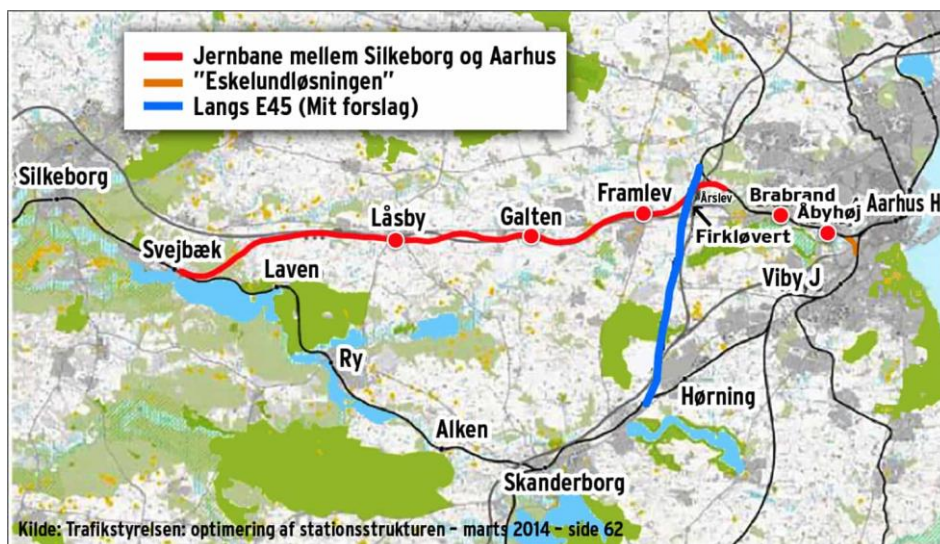 Jernbane mellem Silkeborg og Aarhus
"Eskelundløsningen"
Langs E45 (Mit forslag)
Silkeborg
Svejbæk
Laven
Låsby
Galten
Framlev
Årslev
Brabrand
Åbyhøj
Aarhus H
Firkløvert
Viby J
Ry
Hørning
Alken
Skanderborg
Kilde: Trafikstyrelsen: optimering af stationsstrukturen – marts 2014 – side 62